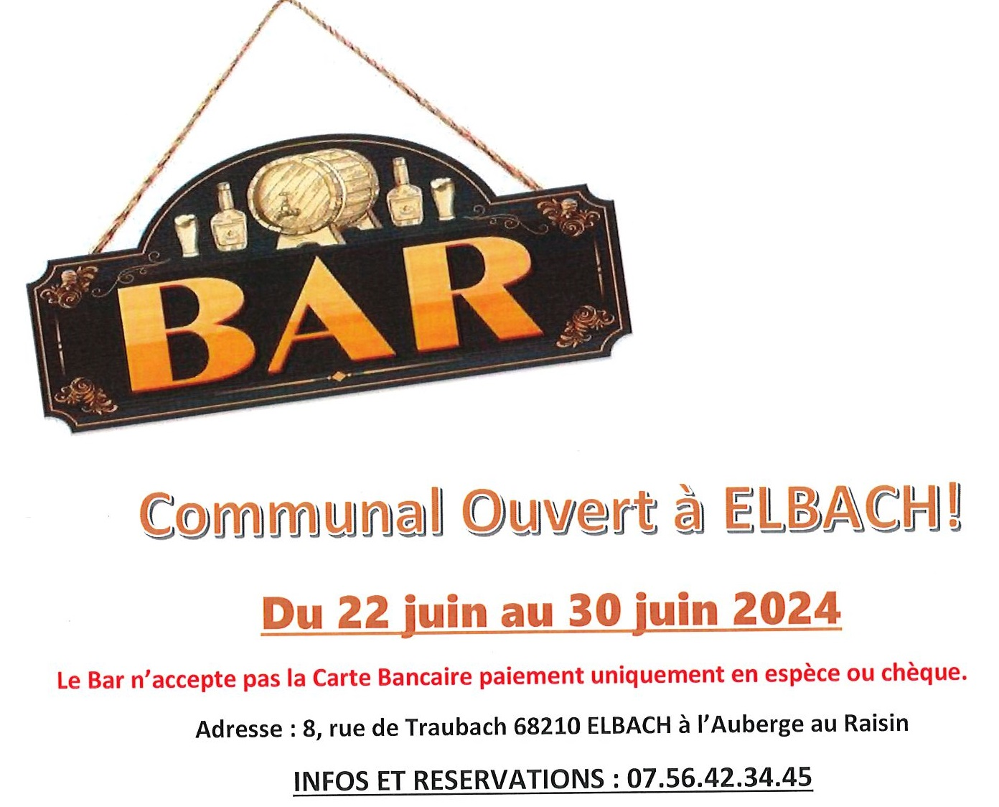 BAR
Communal Ouvert à ELBACH!
Du 22 juin au 30 juin 2024
Le Bar n’accepte pas la Carte Bancaire paiement uniquement en espèce ou chèque.
Adresse : 8, rue de Traubach 68210 ELBACH à l’Auberge au Raisin
INFOS ET RESERVATIONS : 07.56.42.34.45